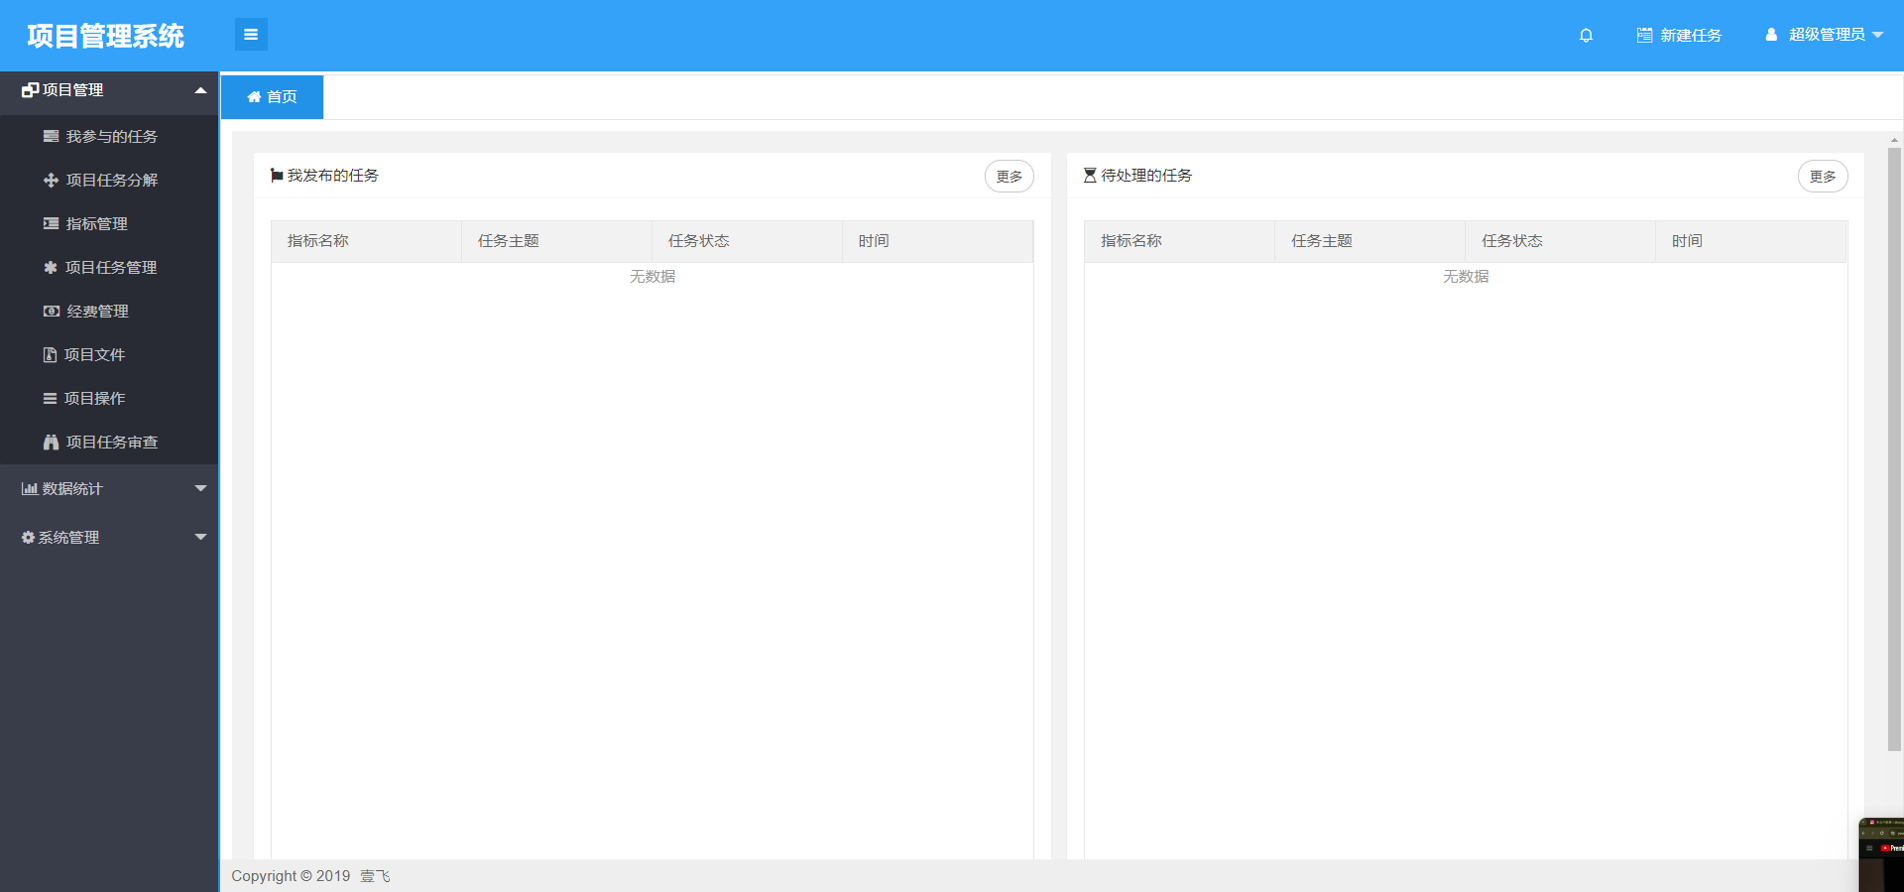 项目管理系统
新建任务
超级管理员
项目管理
我参与的任务
项目任务分解
指标管理
项目任务管理
经费管理
项目文件
项目操作
项目任务审查
数据统计
系统管理
首页
我发布的任务
更多
指标名称 任务主题 任务状态 时间
无数据
待处理的任务
更多
指标名称 任务主题 任务状态 时间
无数据
Copyright © 2019 壹飞
Premi